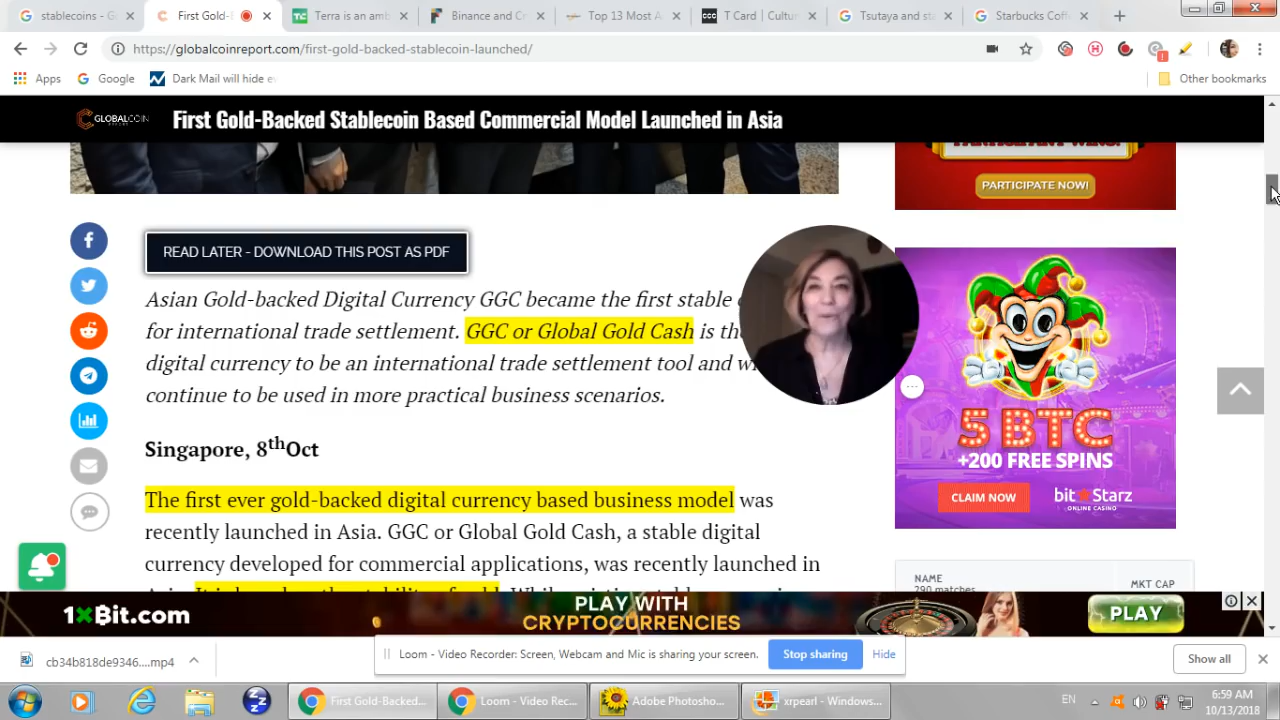 stablecoins - G
First Gold-
Terra is an amb
Binance and Cr
Top 13 Most A
T Card | Cultur
Tsutaya and sta
Starbucks Coff
https://globalcoinreport.com/first-gold-backed-stablecoin-launched/
Apps
Google
Dark Mail will hide e
Other bookmarks
GLOBALCOIN
First Gold-Backed Stablecoin Based Commercial Model Launched in Asia
PARTICIPATE NOW!
READ LATER - DOWNLOAD THIS POST AS PDF
Asian Gold-backed Digital Currency GGC became the first stable
for international trade settlement. GGC or Global Gold Cash is the
digital currency to be an international trade settlement tool and w
continue to be used in more practical business scenarios.
Singapore, 8thOct
The first ever gold-backed digital currency based business model was
recently launched in Asia. GGC or Global Gold Cash, a stable digital
currency developed for commercial applications, was recently launched in
5 BTC
+200 FREE SPINS
CLAIM NOW
bitStarz
ONLINE CASINO
NAME
290 matches
MKT CAP
1XBit.com
PLAY WITH
CRYPTOCURRENCIES
PLAY
Loom - Video Recorder: Screen, Webcam and Mic is sharing your screen.
Stop sharing
Hide
cb34b818de9346....mp4
Show all
First Gold-Backed...
Loom - Video Rec...
Adobe Photosho...
xrpearl - Windows...
EN
6:59 AM
10/13/2018